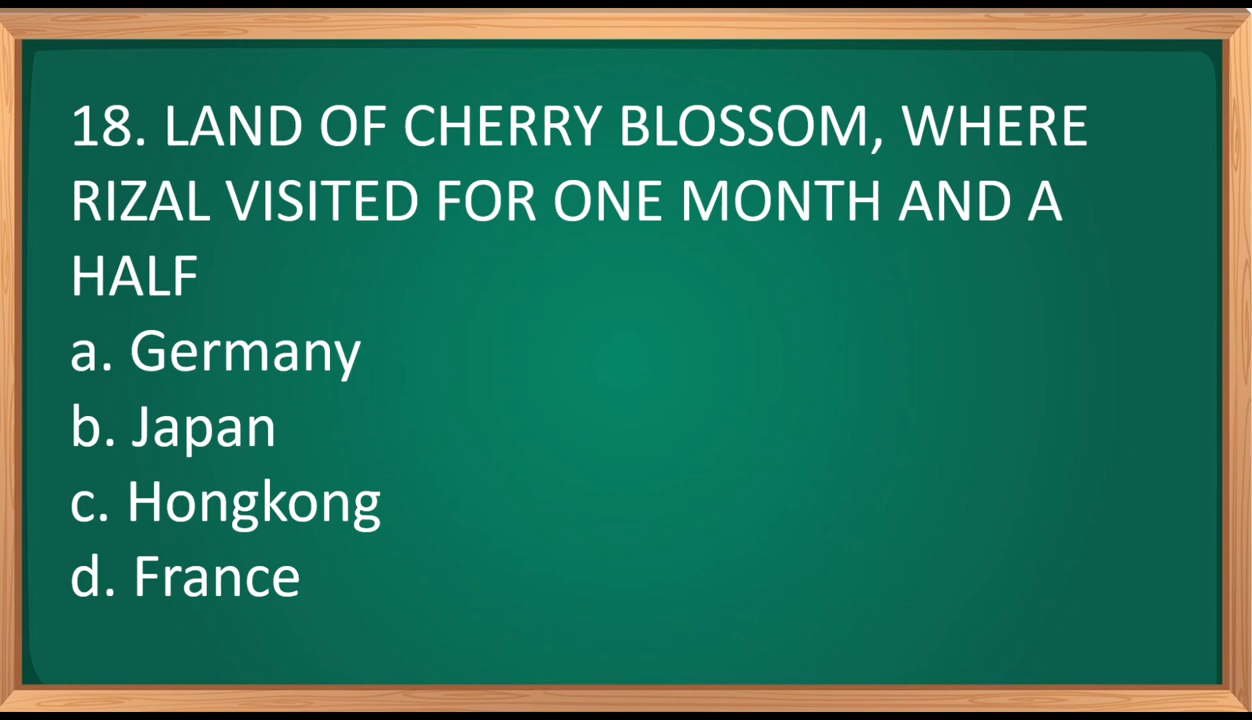 18. LAND OF CHERRY BLOSSOM, WHERE
RIZAL VISITED FOR ONE MONTH AND A
HALF
a. Germany
b. Japan
c. Hongkong
d. France